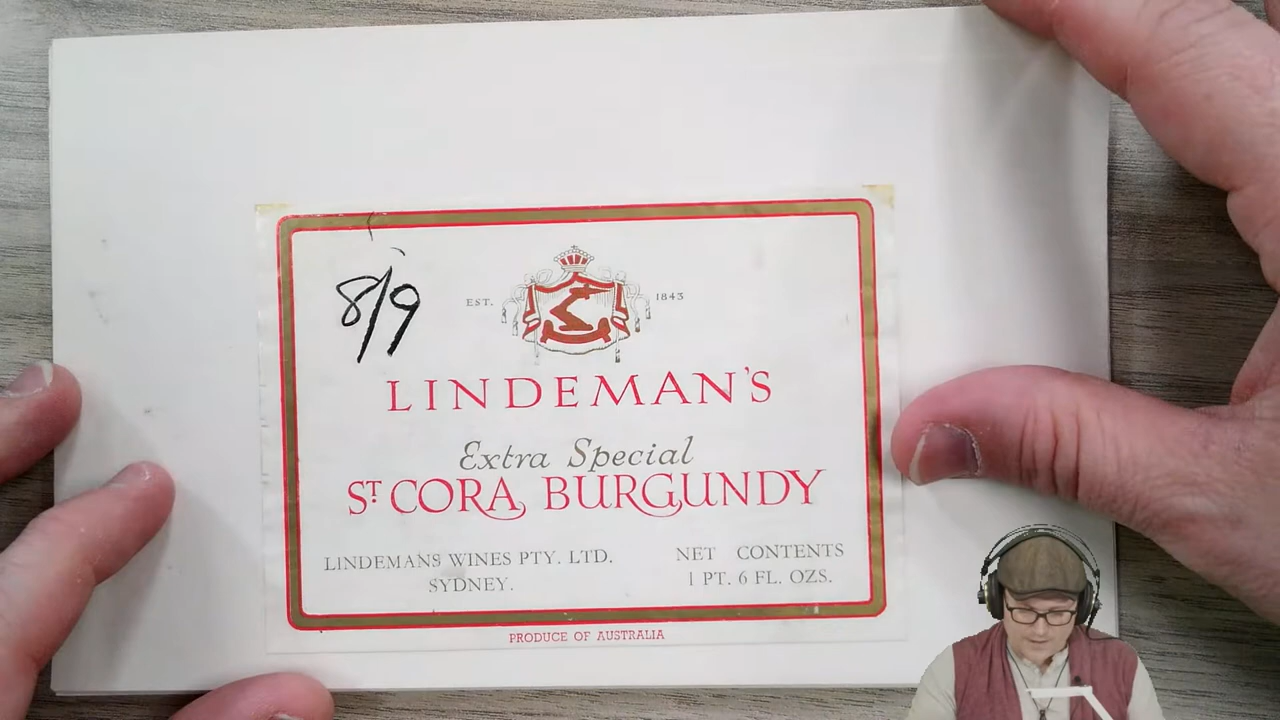 8/9
EST. 1843
LINDEMAN'S
Extra Special
ST. CORA BURGUNDY
LINDEMANS WINES PTY. LTD.
SYDNEY.
NET CONTENTS
1 PT. 6 FL. OZS.
PRODUCE OF AUSTRALIA